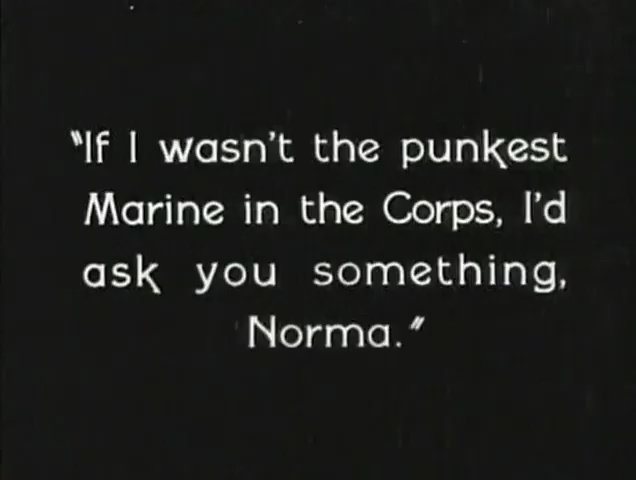 "If I wasn't the punkest
Marine in the Corps, I'd
ask you something,
Norma."